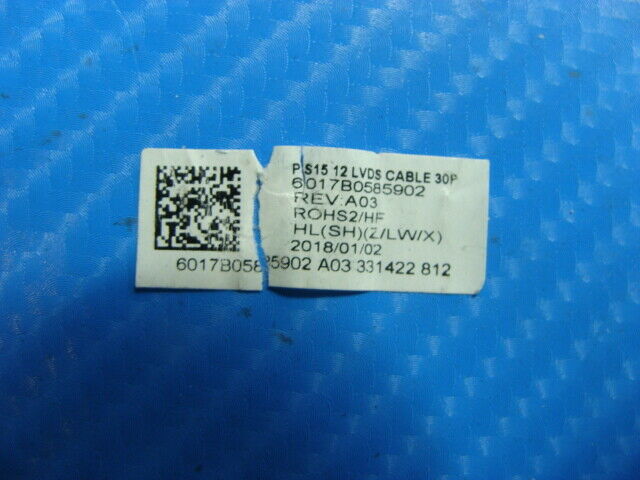 P S15 12 LVDS CABLE 30P
6017B0585902
REV:A03
ROHS2/HF
HL(SH)(Z/LW/X)
2018/01/02
6017B0585902 A03 331422 812